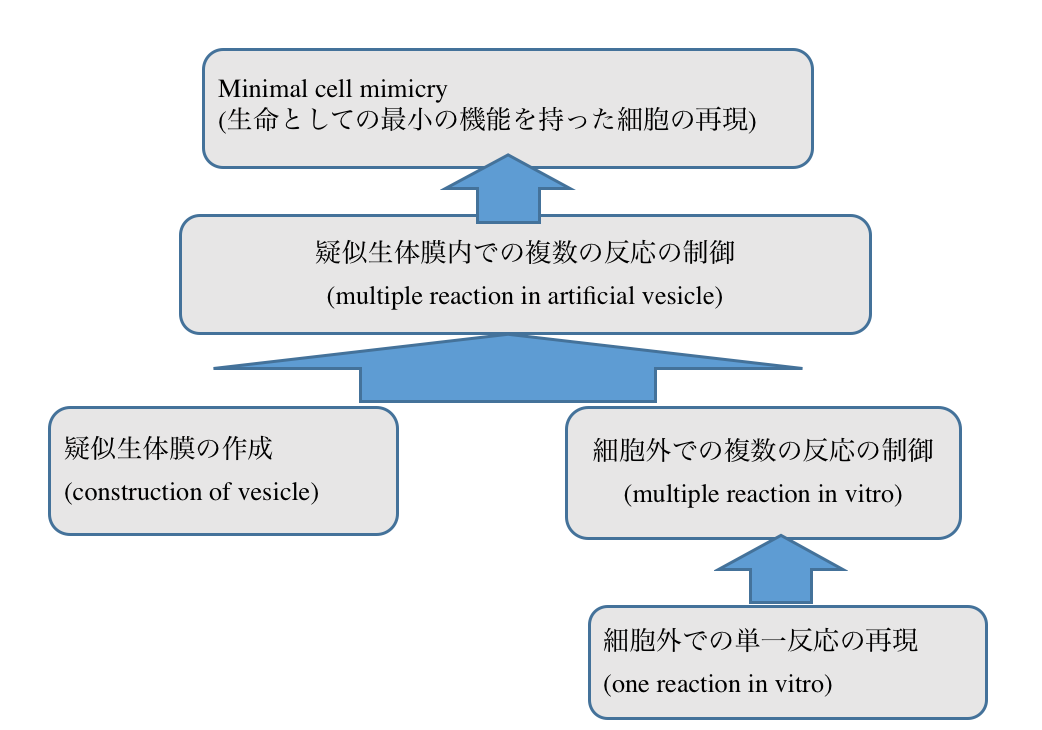 Minimal cell mimicry
(生命としての最小の機能を持った細胞の再現)
疑似生体膜内での複数の反応の制御
(multiple reaction in artificial vesicle)
疑似生体膜の作成
(construction of vesicle)
細胞外での複数の反応の制御
(multiple reaction in vitro)
細胞外での単一反応の再現
(one reaction in vitro)